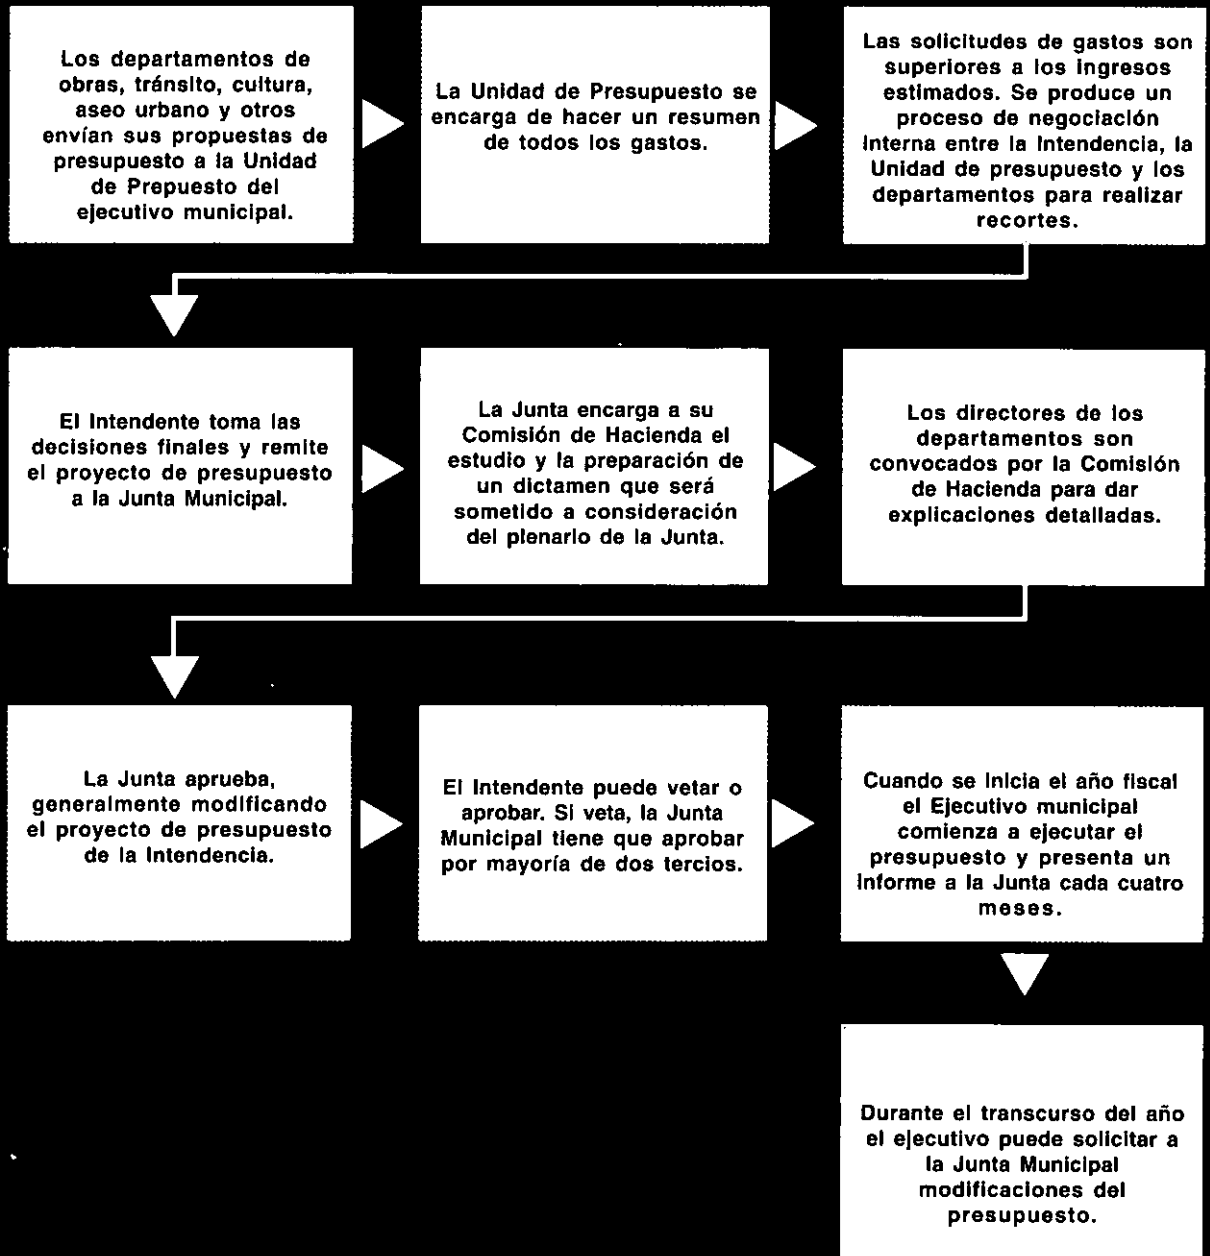 Los departamentos de
obras, tránsito, cultura,
aseo urbano y otros
envían sus propuestas de
presupuesto a la Unidad
de Prepuesto del
ejecutivo municipal.
La Unidad de Presupuesto se
encarga de hacer un resumen
de todos los gastos.
Las solicitudes de gastos son
superiores a los ingresos
estimados. Se produce un
proceso de negociación
interna entre la Intendencia, la
Unidad de presupuesto y los
departamentos para realizar
recortes.
El Intendente toma las
decisiones finales y remite
el proyecto de presupuesto
a la Junta Municipal.
La Junta encarga a su
Comisión de Hacienda el
estudio y la preparación de
un dictamen que será
sometido a consideración
del plenario de la Junta.
Los directores de los
departamentos son
convocados por la Comisión
de Hacienda para dar
explicaciones detalladas.
La Junta aprueba,
generalmente modificando
el proyecto de presupuesto
de la Intendencia.
El Intendente puede vetar o
aprobar. Si veta, la Junta
Municipal tiene que aprobar
por mayoría de dos tercios.
Cuando se inicia el año fiscal
el Ejecutivo municipal
comienza a ejecutar el
presupuesto y presenta un
informe a la Junta cada cuatro
meses.
Durante el transcurso del año
el ejecutivo puede solicitar a
la Junta Municipal
modificaciones del
presupuesto.